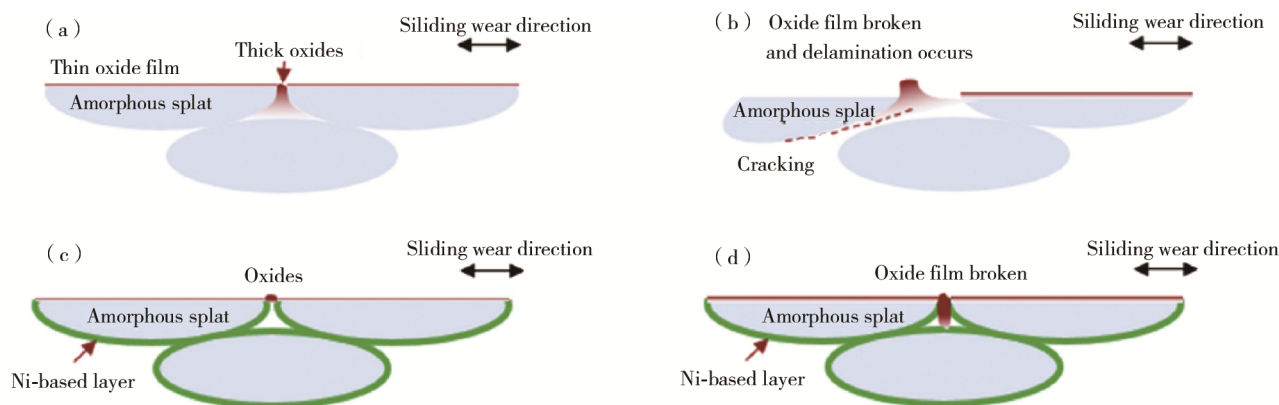 (a)
Siliding wear direction
Thick oxides
Thin oxide film
Amorphous splat
(b)
Oxide film broken
and delamination occurs
Siliding wear direction
Amorphous splat
Cracking
(c)
Sliding wear direction
Oxides
Amorphous splat
Ni-based layer
(d)
Siliding wear direction
Oxide film broken
Amorphous splat
Ni-based layer